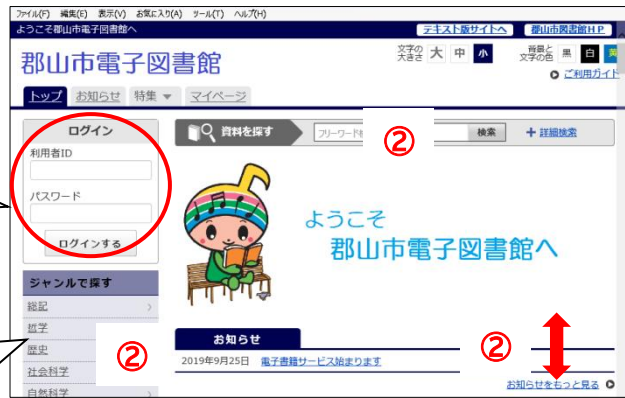 ファイル(F) 編集(E) 表示(V) お気に入り(A) ツール(T) ヘルプ(H)
ようこそ郡山市電子図書館へ
テキスト版サイトへ 郡山市図書館HP
郡山市電子図書館
文字の大きさ 大 中 小
背景と文字の色 黒 白
ご利用ガイド
トップ お知らせ 特集 ▼ マイページ
ログイン
利用者ID
パスワード
ログインする
資料を探す フリーワード 検索 + 詳細検索
②
ようこそ
郡山市電子図書館へ
ジャンルで探す
総記
哲学
歴史
社会科学
自然科学
②
お知らせ
2019年9月25日 電子書籍サービス始まります
②
お知らせをもっと見る